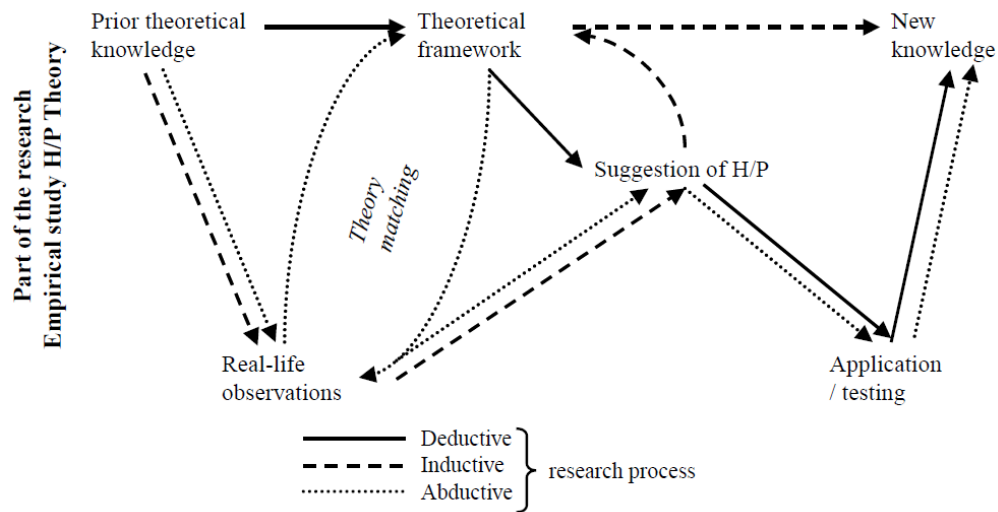 Prior theoretical
knowledge
Theoretical
framework
New
knowledge
Part of the research
Empirical study H/P Theory
Suggestion of H/P
Theory
matching
Real-life
observations
Application
/ testing
Deductive
Inductive
Abductive
research process